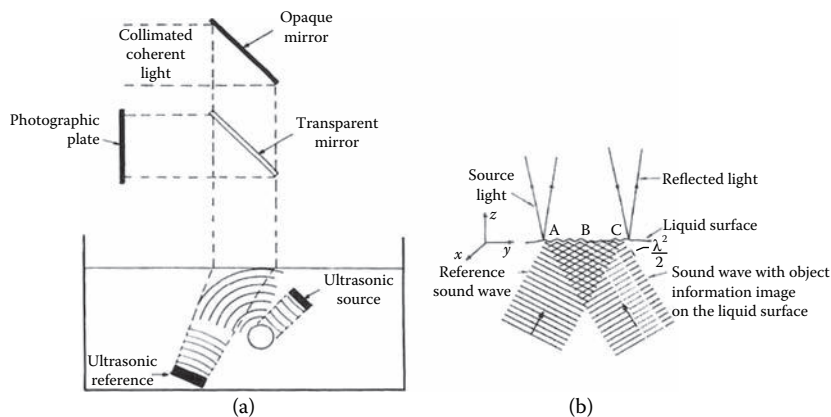 Opaque
mirror
Collimated
coherent
light
Photographic
plate
Transparent
mirror
Ultrasonic
source
Ultrasonic
reference
(a)
Source
light
Reflected light
z
A B C
Liquid surface
x
y
λ²
2
Reference
sound wave
Sound wave with object
information image
on the liquid surface
(b)